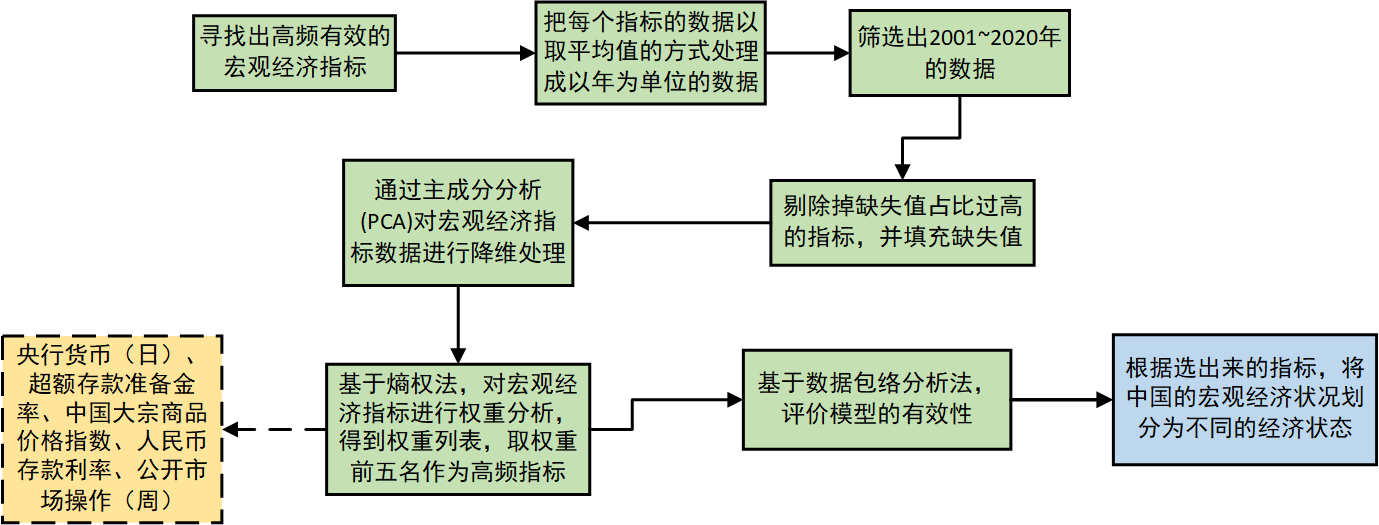 寻找出高频有效的
宏观经济指标
把每个指标的数据以
取平均值的方式处理
成以年为单位的数据
筛选出2001~2020年
的数据
剔除掉缺失值占比过高
的指标，并填充缺失值
通过主成分分析
(PCA)对宏观经济指
标数据进行降维处理
基于熵权法，对宏观经
济指标进行权重分析，
得到权重列表，取权重
前五名作为高频指标
央行货币（日）、
超额存款准备金
率、中国大宗商品
价格指数、人民币
存款利率、公开市
场操作（周）
基于数据包络分析法，
评价模型的有效性
根据选出来的指标，将
中国的宏观经济状况划
分为不同的经济状态